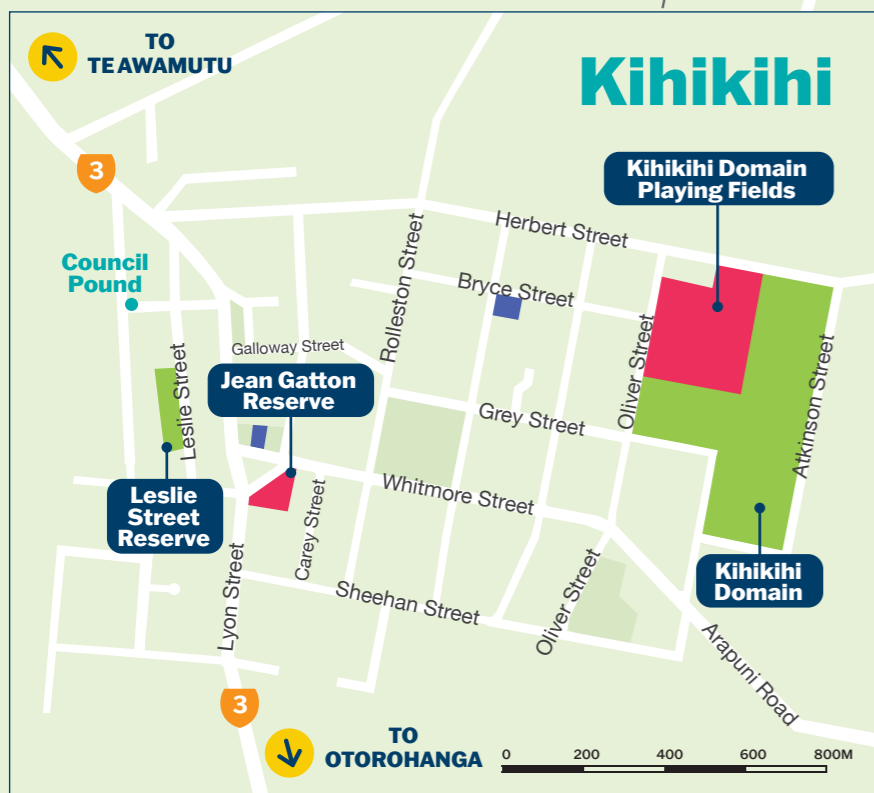 TO
TE AWAMUTU
Kihikihi
3
Kihikihi Domain
Playing Fields
Herbert Street
Council
Pound
Bryce Street
Rolleston Street
Galloway Street
Oliver Street
Leslie Street
Jean Gatton
Reserve
Grey Street
Atkinson Street
Whitmore Street
Leslie
Street
Reserve
Carey Street
Kihikihi
Domain
Lyon Street
Sheehan Street
Oliver Street
Arapuni Road
3
TO
OTOROHANGA
0 200 400 600 800M